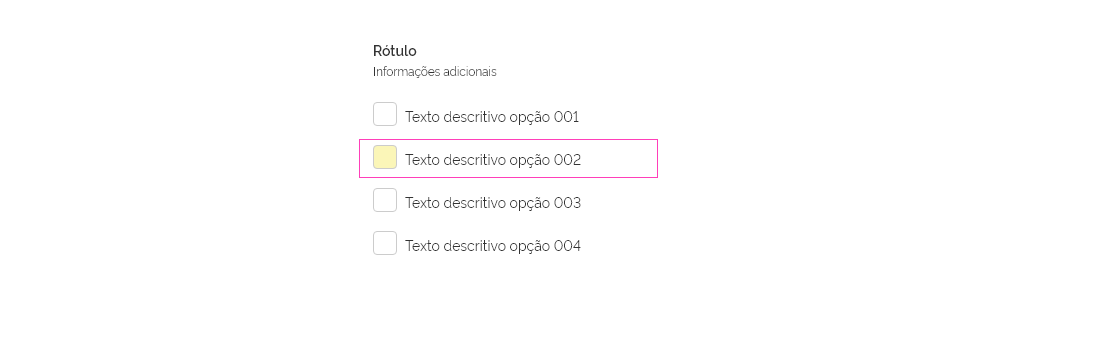 Rótulo
Informações adicionais
Texto descritivo opção 001
Texto descritivo opção 002
Texto descritivo opção 003
Texto descritivo opção 004